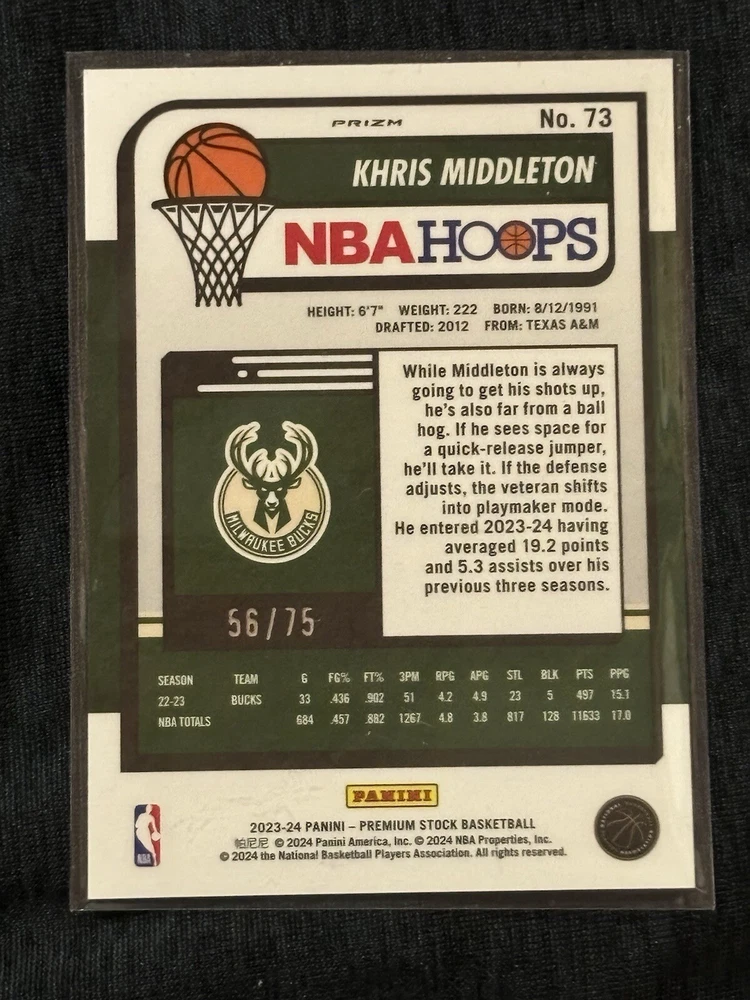 PRIZM
No. 73
KHRIS MIDDLETON
NBA HOOPS
HEIGHT: 6'7" WEIGHT: 222 BORN: 8/12/1991
DRAFTED: 2012 FROM: TEXAS A&M
While Middleton is always
going to get his shots up,
he's also far from a ball
hog. If he sees space for
a quick-release jumper,
he'll take it. If the defense
adjusts, the veteran shifts
into playmaker mode.
He entered 2023-24 having
averaged 19.2 points
and 5.3 assists over his
previous three seasons.
MILWAUKEE BUCKS
56/75
SEASON TEAM G FG% FT% 3PM RPG APG STL BLK PTS PPG
22-23 BUCKS 33 .436 .902 51 4.2 4.9 23 5 497 15.1
NBA TOTALS 684 .457 .882 1267 4.8 3.8 817 128 11633 17.0
PANINI
2023-24 PANINI – PREMIUM STOCK BASKETBALL
帕尼尼 © 2024 Panini America, Inc. © 2024 NBA Properties, Inc.
© 2024 the National Basketball Players Association. All rights reserved.
NBA